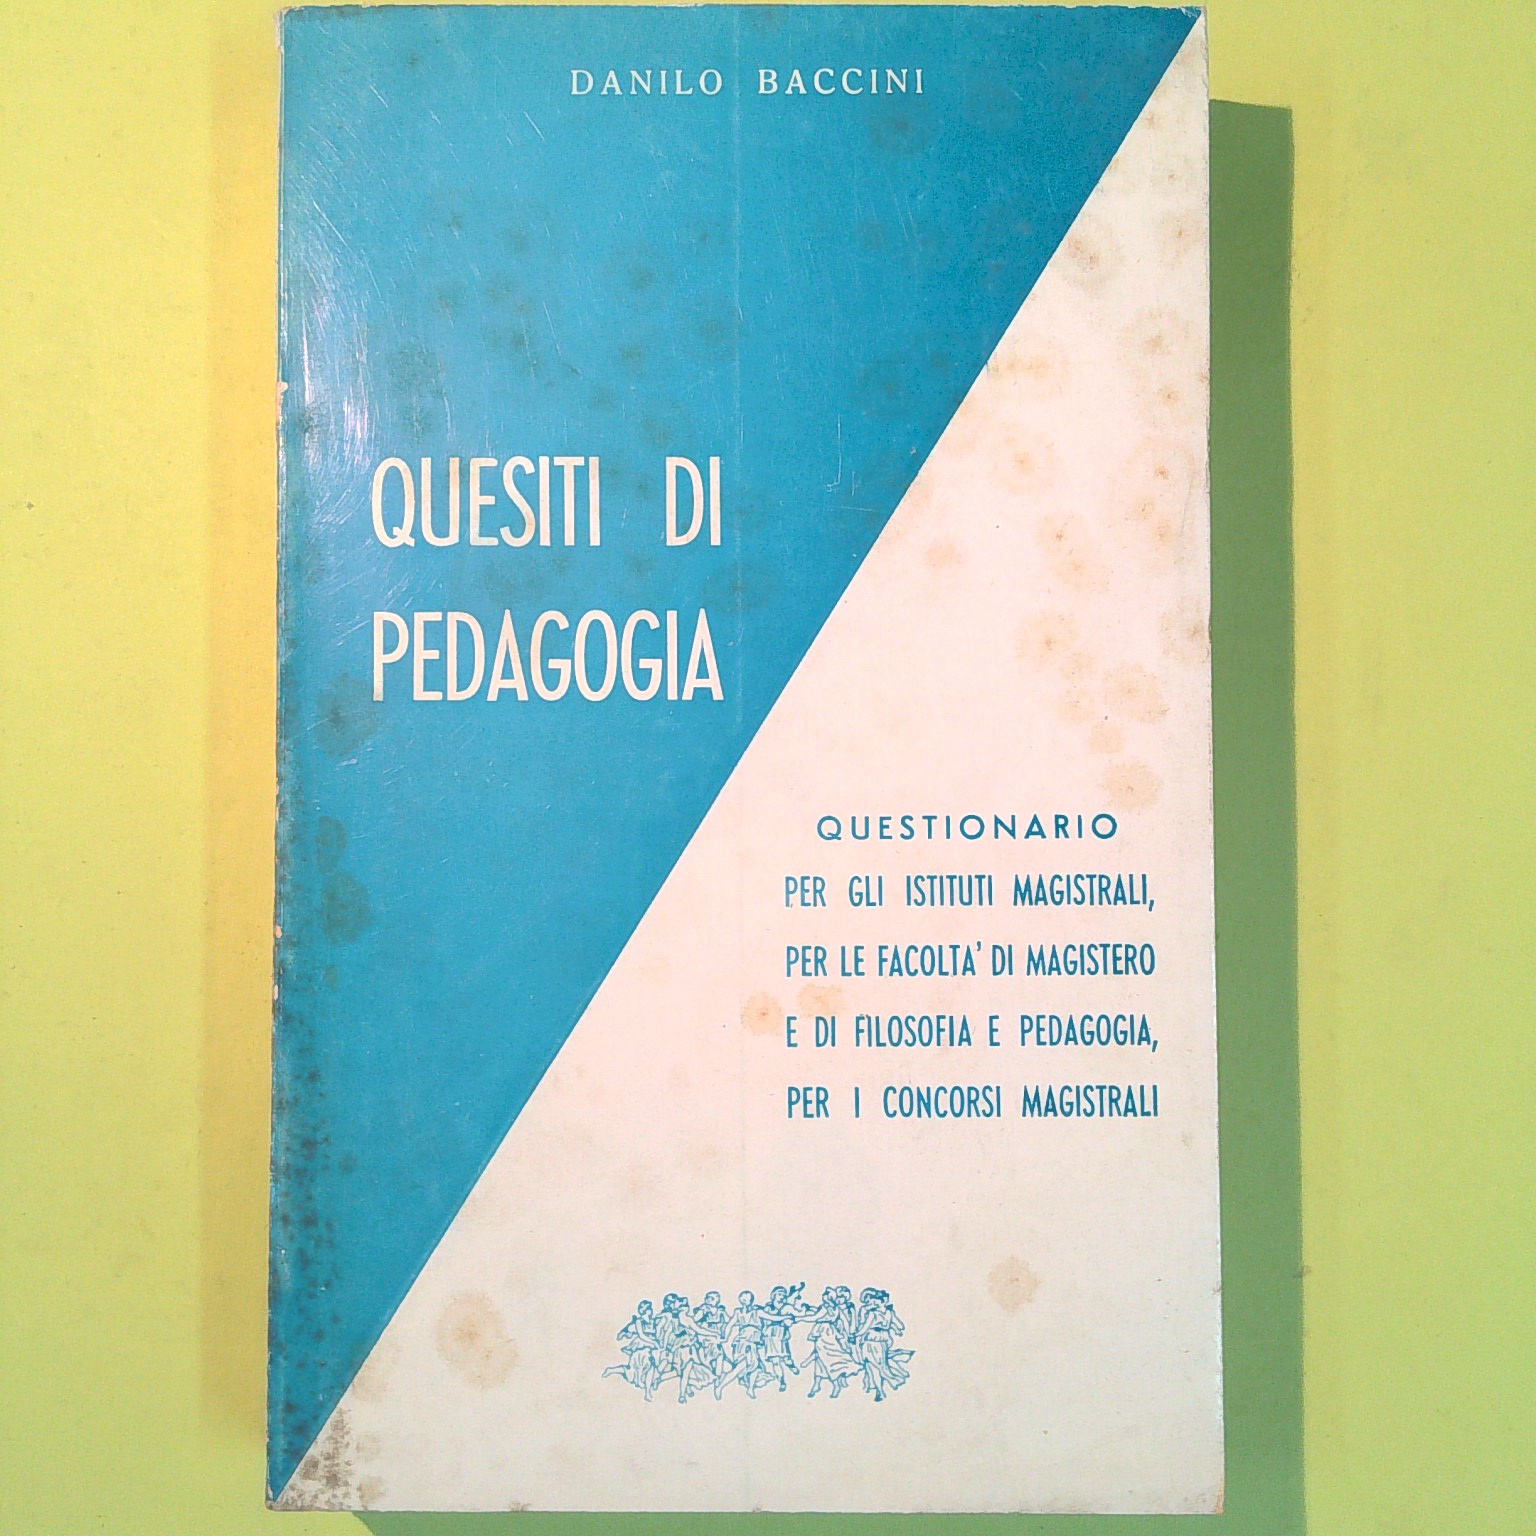 DANILO BACCINI
QUESITI DI
PEDAGOGIA
QUESTIONARIO
PER GLI ISTITUTI MAGISTRALI,
PER LE FACOLTA' DI MAGISTERO
E DI FILOSOFIA E PEDAGOGIA,
PER I CONCORSI MAGISTRALI